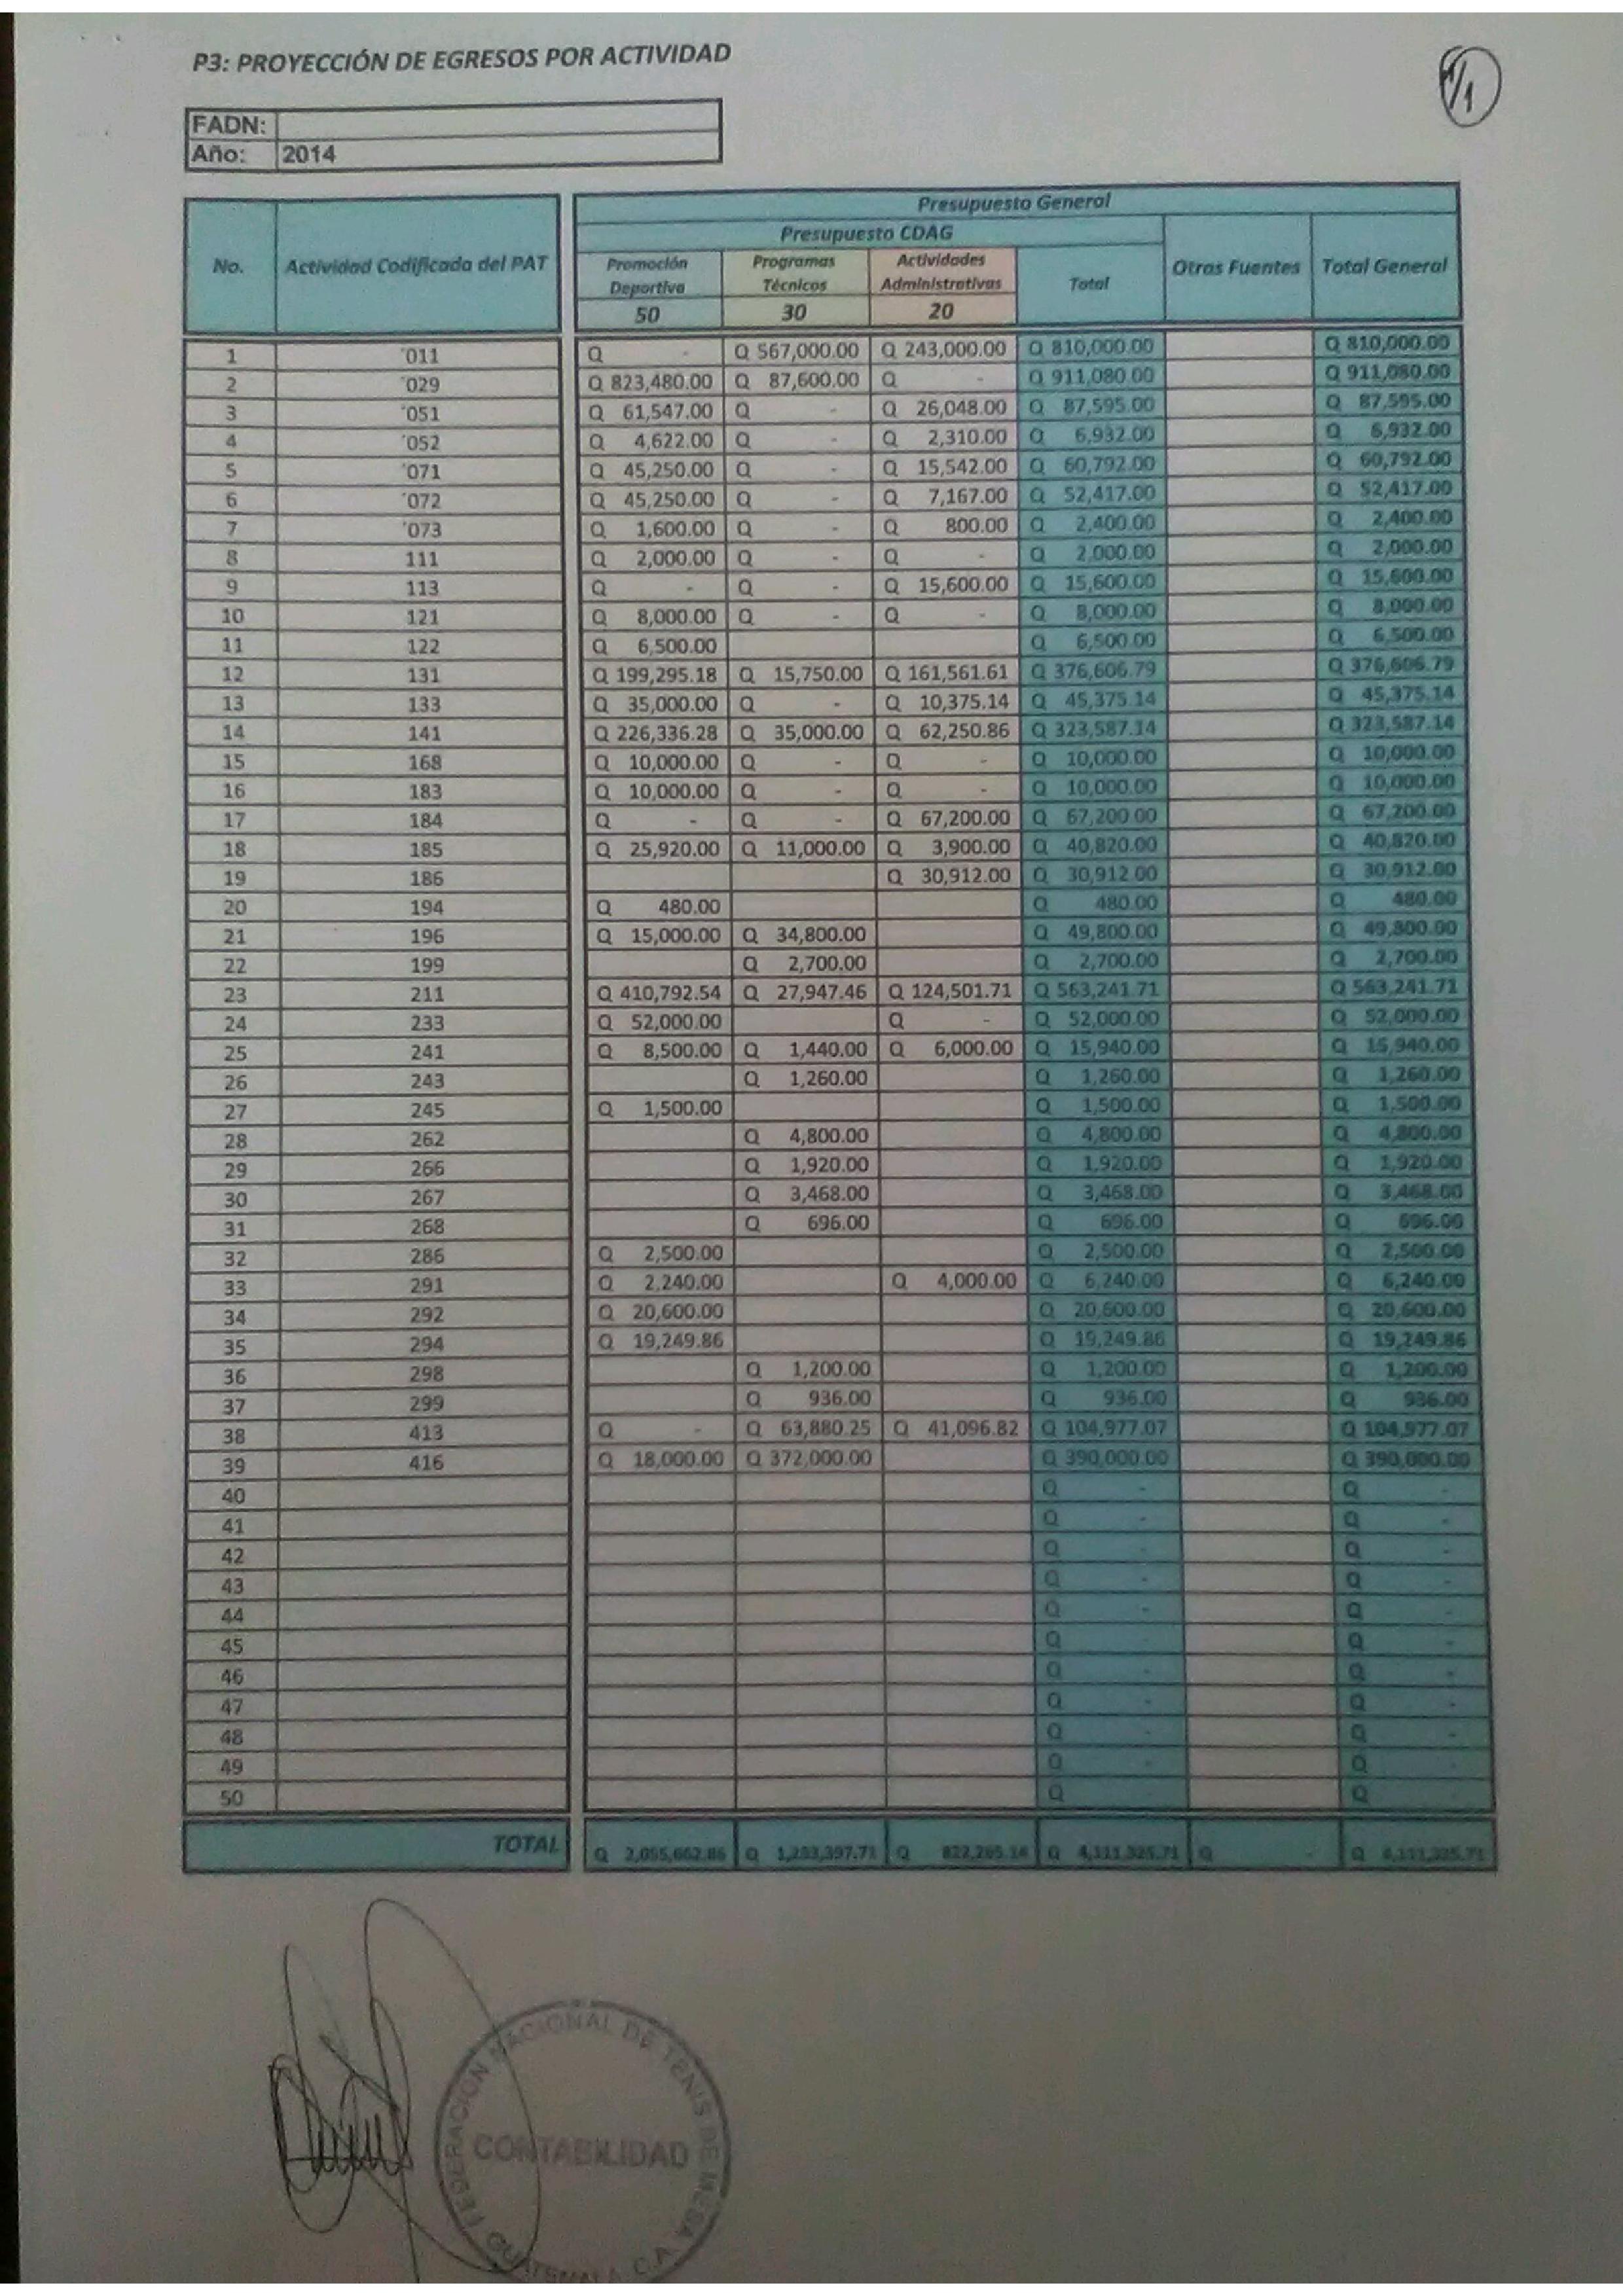 P3: PROYECCIÓN DE EGRESOS POR ACTIVIDAD
1/1
FADN:
Año: 2014
Presupuesto General
Presupuesto CDAG
No. Actividad Codificada del PAT Promoción Deportiva Programas Técnicos Actividades Administrativas Total Otras Fuentes Total General
50 30 20
1 '011 Q - Q 567,000.00 Q 243,000.00 Q 810,000.00 Q 810,000.00
2 '029 Q 823,480.00 Q 87,600.00 Q - Q 911,080.00 Q 911,080.00
3 '051 Q 61,547.00 Q - Q 26,048.00 Q 87,595.00 Q 87,595.00
4 '052 Q 4,622.00 Q - Q 2,310.00 Q 6,932.00 Q 6,932.00
5 '071 Q 45,250.00 Q - Q 15,542.00 Q 60,792.00 Q 60,792.00
6 '072 Q 45,250.00 Q - Q 7,167.00 Q 52,417.00 Q 52,417.00
7 '073 Q 1,600.00 Q - Q 800.00 Q 2,400.00 Q 2,400.00
8 111 Q 2,000.00 Q - Q - Q 2,000.00 Q 2,000.00
9 113 Q - Q - Q 15,600.00 Q 15,600.00 Q 15,600.00
10 121 Q 8,000.00 Q - Q - Q 8,000.00 Q 8,000.00
11 122 Q 6,500.00 Q 6,500.00 Q 6,500.00
12 131 Q 199,295.18 Q 15,750.00 Q 161,561.61 Q 376,606.79 Q 376,606.79
13 133 Q 35,000.00 Q - Q 10,375.14 Q 45,375.14 Q 45,375.14
14 141 Q 226,336.28 Q 35,000.00 Q 62,250.86 Q 323,587.14 Q 323,587.14
15 168 Q 10,000.00 Q - Q - Q 10,000.00 Q 10,000.00
16 183 Q 10,000.00 Q - Q - Q 10,000.00 Q 10,000.00
17 184 Q - Q - Q 67,200.00 Q 67,200.00 Q 67,200.00
18 185 Q 25,920.00 Q 11,000.00 Q 3,900.00 Q 40,820.00 Q 40,820.00
19 186 Q 30,912.00 Q 30,912.00 Q 30,912.00
20 194 Q 480.00 Q 480.00 Q 480.00
21 196 Q 15,000.00 Q 34,800.00 Q 49,800.00 Q 49,800.00
22 199 Q 2,700.00 Q 2,700.00 Q 2,700.00
23 211 Q 410,792.54 Q 27,947.46 Q 124,501.71 Q 563,241.71 Q 563,241.71
24 233 Q 52,000.00 Q - Q 52,000.00 Q 52,000.00
25 241 Q 8,500.00 Q 1,440.00 Q 6,000.00 Q 15,940.00 Q 15,940.00
26 243 Q 1,260.00 Q 1,260.00 Q 1,260.00
27 245 Q 1,500.00 Q 1,500.00 Q 1,500.00
28 262 Q 4,800.00 Q 4,800.00 Q 4,800.00
29 266 Q 1,920.00 Q 1,920.00 Q 1,920.00
30 267 Q 3,468.00 Q 3,468.00 Q 3,468.00
31 268 Q 696.00 Q 696.00 Q 696.00
32 286 Q 2,500.00 Q 2,500.00 Q 2,500.00
33 291 Q 2,240.00 Q 4,000.00 Q 6,240.00 Q 6,240.00
34 292 Q 20,600.00 Q 20,600.00 Q 20,600.00
35 294 Q 19,249.86 Q 19,249.86 Q 19,249.86
36 298 Q 1,200.00 Q 1,200.00 Q 1,200.00
37 299 Q 936.00 Q 936.00 Q 936.00
38 413 Q - Q 63,880.25 Q 41,096.82 Q 104,977.07 Q 104,977.07
39 416 Q 18,000.00 Q 372,000.00 Q 390,000.00 Q 390,000.00
40 Q - Q -
41 Q - Q -
42 Q - Q -
43 Q - Q -
44 Q - Q -
45 Q - Q -
46 Q - Q -
47 Q - Q -
48 Q - Q -
49 Q - Q -
50 Q - Q -
TOTAL Q 2,055,662.86 Q 1,233,397.71 Q 822,265.14 Q 4,111,325.71 Q - Q 4,111,325.71
FEDERACION NACIONAL DE TENIS DE MESA
CONTABILIDAD
GUATEMALA C.A.